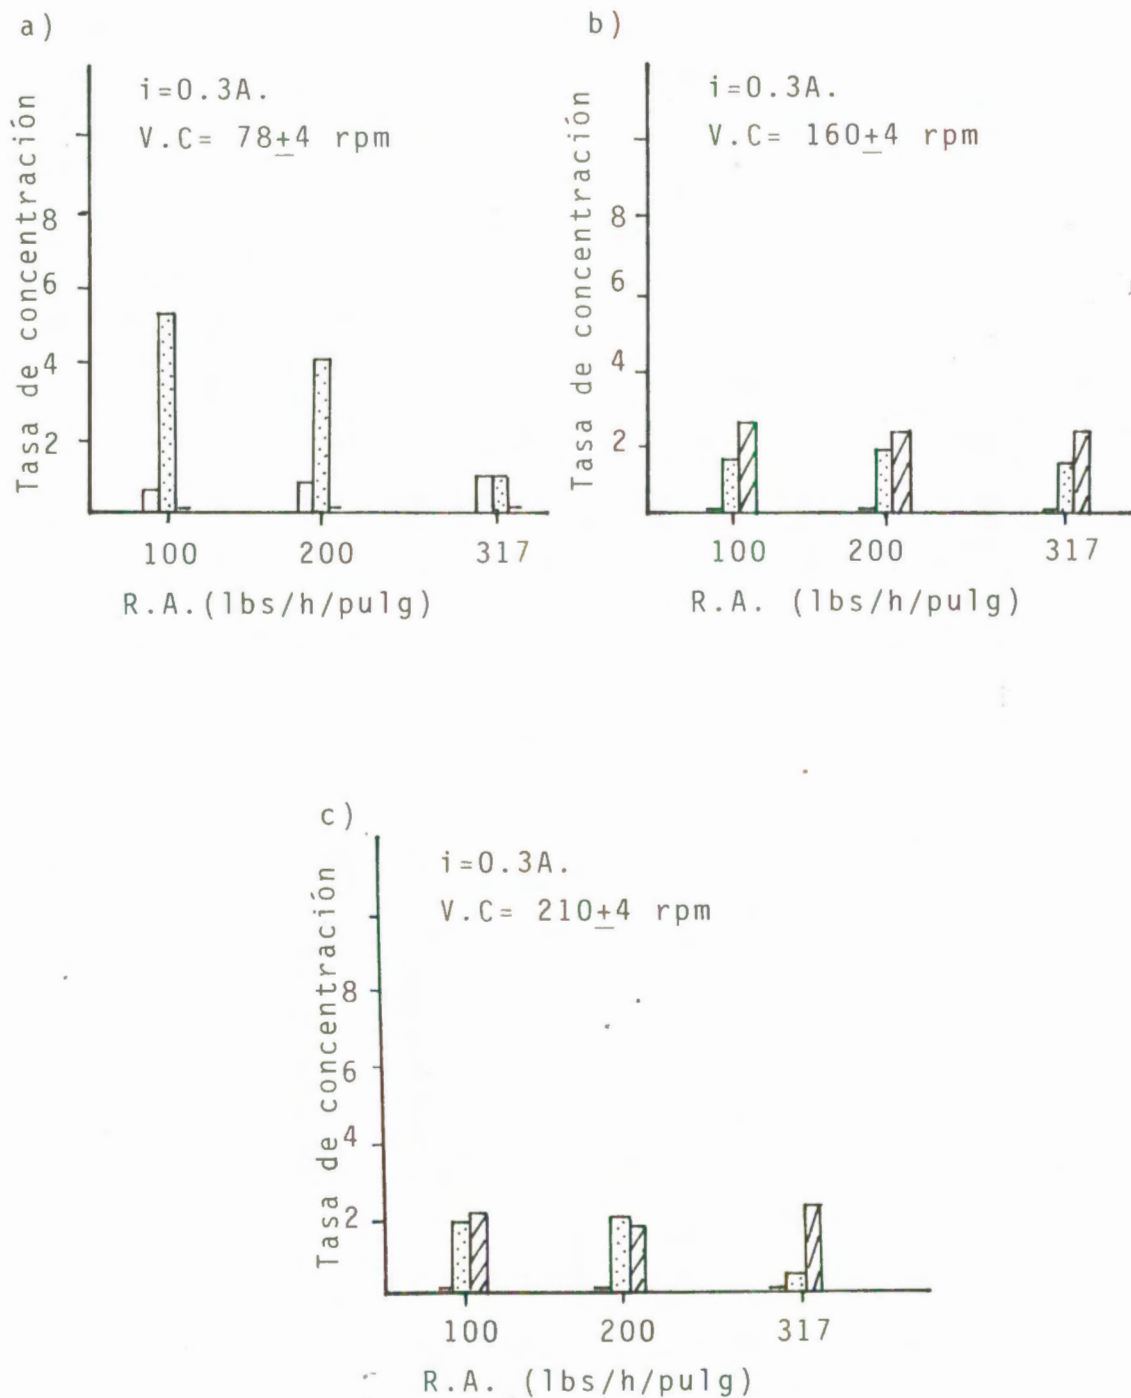 a)
i=0.3A.
V.C= 78±4 rpm
Tasa de concentración
8
6
4
2
100 200 317
R.A.(lbs/h/pulg)
b)
i=0.3A.
V.C= 160±4 rpm
Tasa de concentración
8
6
4
2
100 200 317
R.A. (lbs/h/pulg)
c)
i=0.3A.
V.C= 210±4 rpm
Tasa de concentración
8
6
4
2
100 200 317
R.A. (lbs/h/pulg)